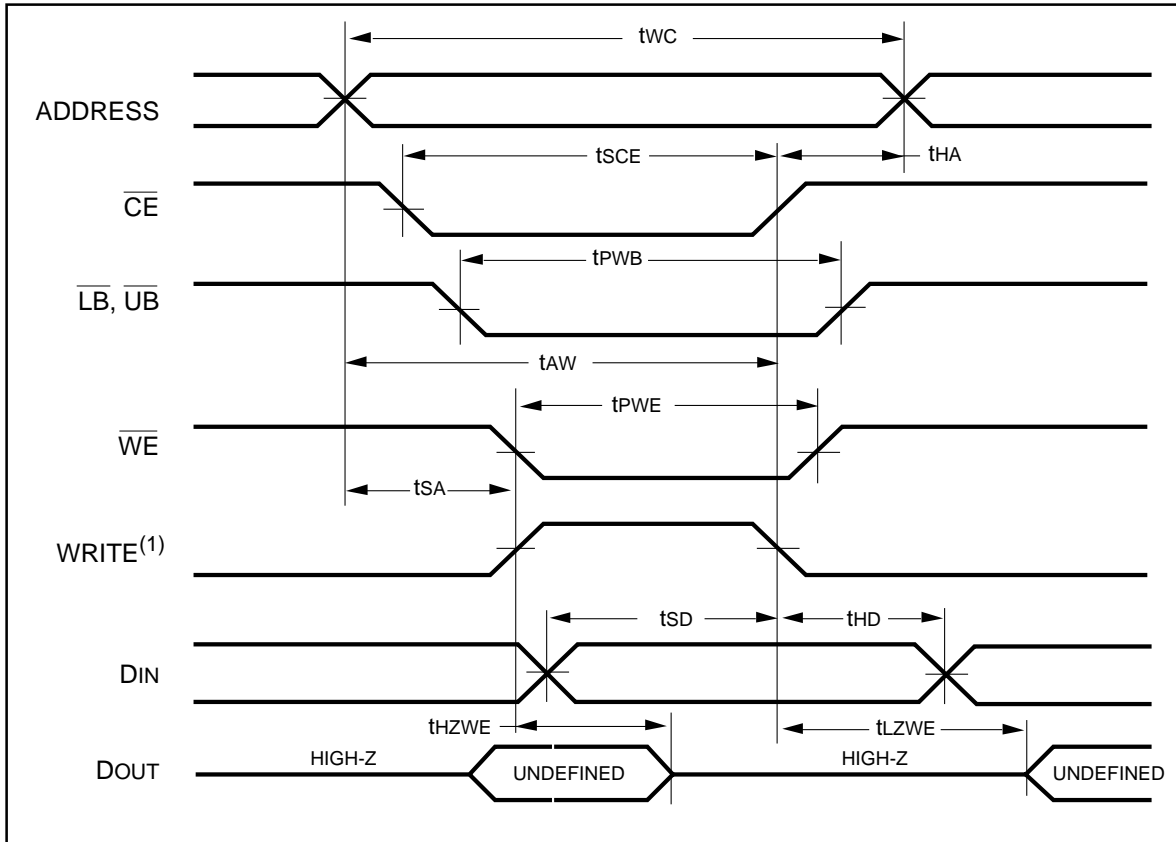 tWC
ADDRESS
tSCE
tHA
CE
tPWB
LB, UB
tAW
tPWE
WE
tSA
WRITE(1)
tSD
tHD
DIN
tHZWE
tLZWE
DOUT
HIGH-Z
UNDEFINED
HIGH-Z
UNDEFINED